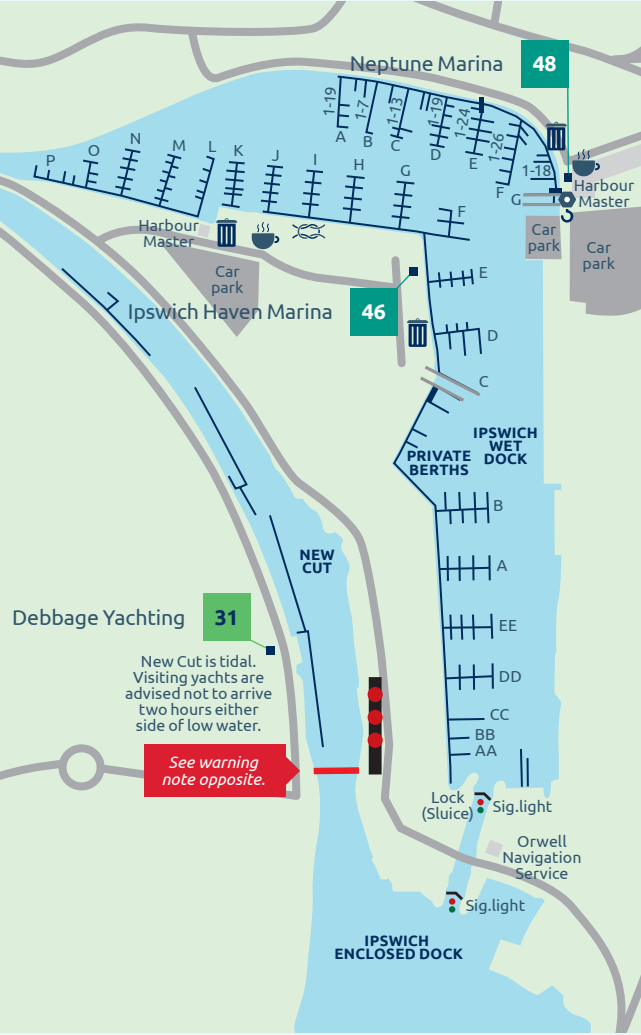 Neptune Marina
48
1-19
1-7
1-13
1-19
1-24
1-26
1-18
A
B
C
D
E
F
G
Harbour
Master
Car
park
Car
park
P
O
N
M
L
K
J
I
H
G
F
Harbour
Master
Car
park
Ipswich Haven Marina
46
E
D
C
IPSWICH
WET
DOCK
PRIVATE
BERTHS
B
A
EE
DD
CC
BB
AA
NEW
CUT
Debbage Yachting
31
New Cut is tidal.
Visiting yachts are
advised not to arrive
two hours either
side of low water.
See warning
note opposite.
Lock
(Sluice)
Sig.light
Orwell
Navigation
Service
Sig.light
IPSWICH
ENCLOSED DOCK